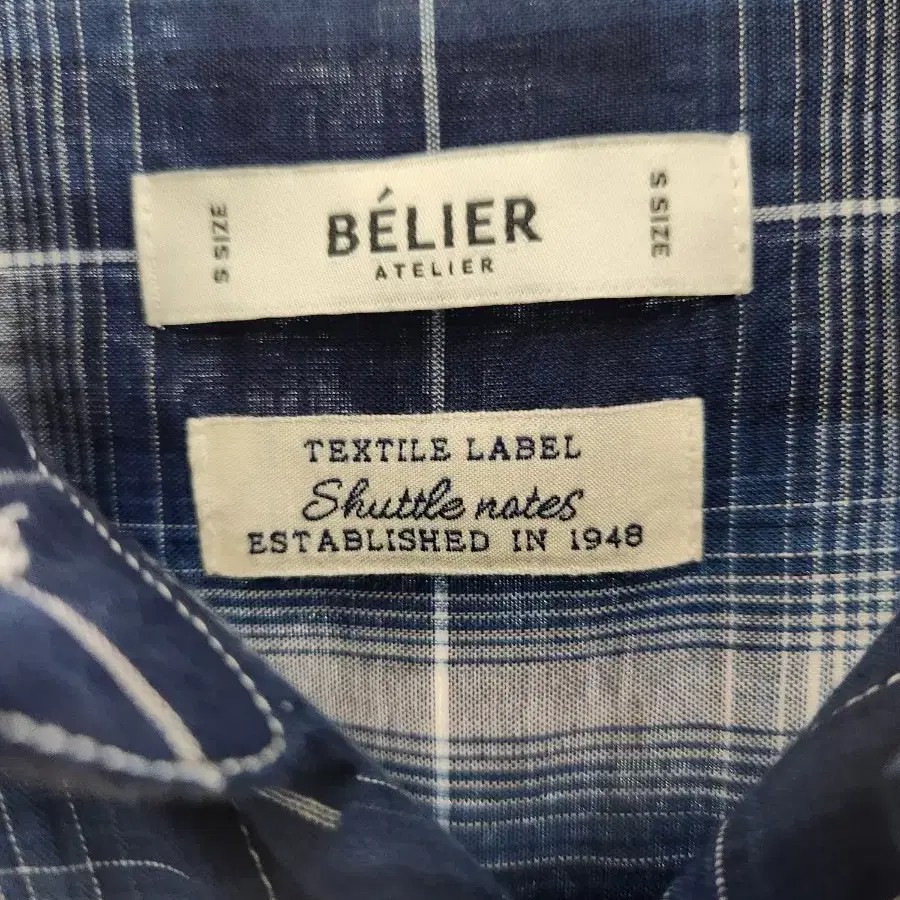 S SIZE
BÉLIER
ATELIER
S SIZE
TEXTILE LABEL
Shuttle notes
ESTABLISHED IN 1948